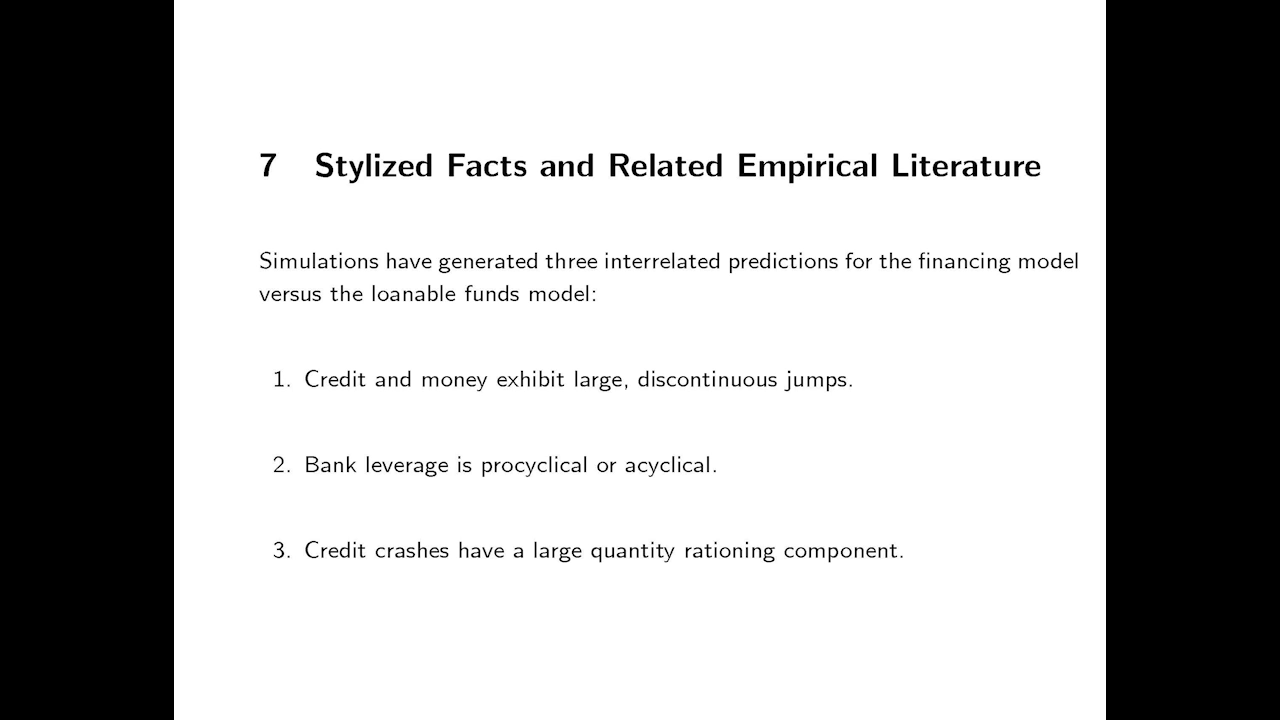 7 Stylized Facts and Related Empirical Literature
Simulations have generated three interrelated predictions for the financing model
versus the loanable funds model:
1. Credit and money exhibit large, discontinuous jumps.
2. Bank leverage is procyclical or acyclical.
3. Credit crashes have a large quantity rationing component.